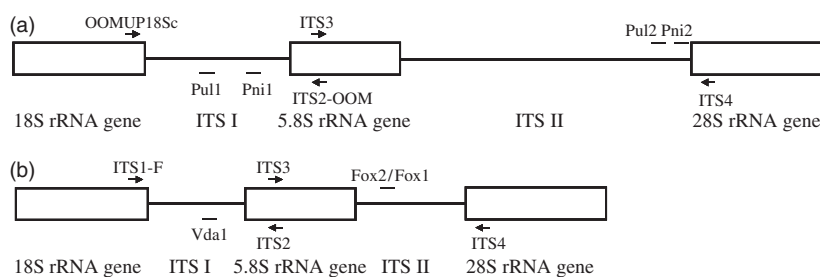 (a)
OOMUP18Sc
ITS3
Pul2 Pni2
Pul1
Pni1
ITS2-OOM
ITS4
18S rRNA gene
ITS I
5.8S rRNA gene
ITS II
28S rRNA gene
(b)
ITS1-F
ITS3
Fox2/Fox1
Vda1
ITS2
ITS4
18S rRNA gene
ITS I
5.8S rRNA gene
ITS II
28S rRNA gene